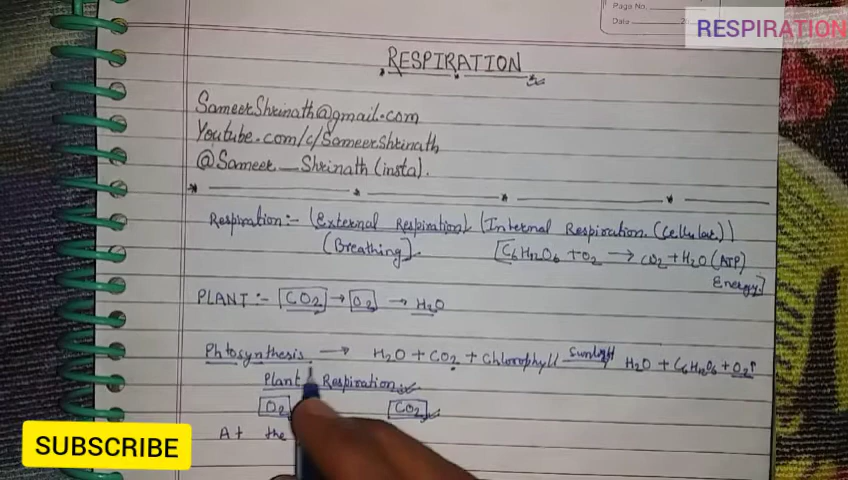 Page No.
Date
RESPIRATION
RESPIRATION
SameerShrinath@gmail.com
Youtube.com/c/SameerShrinath
@Sameer_Shrinath (insta).
Respiration:- (External Respiration) (Internal Respiration (Cellular))
(Breathing) [C6H12O6 + O2 → CO2 + H2O (ATP)
Energy]
PLANT:- CO2 → O2 → H2O
Phtosynthesis → H2O + CO2 + Chlorophyll sunlight H2O + C6H12O6 + O2↑
Plant Respiration
O2 CO2
At the
SUBSCRIBE